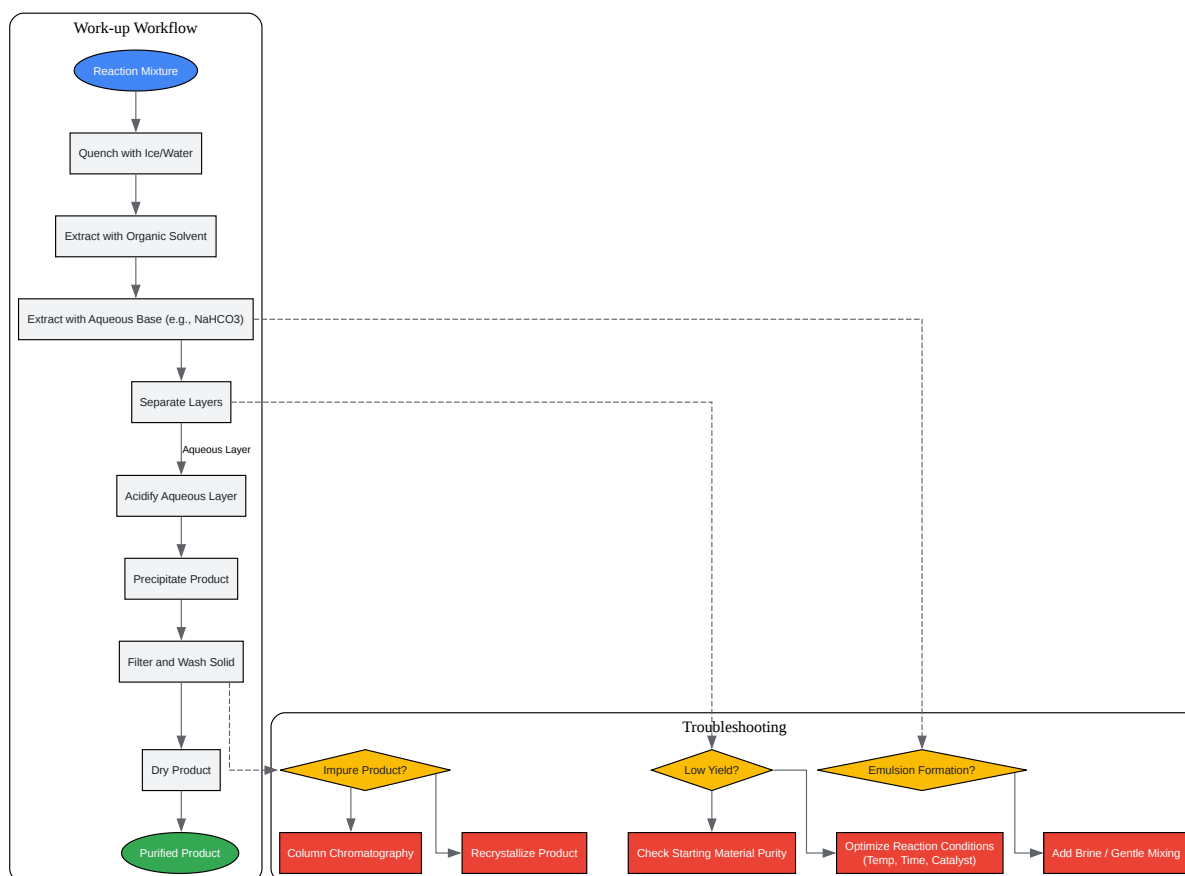 Work-up Workflow
Reaction Mixture
Quench with Ice/Water
Extract with Organic Solvent
Extract with Aqueous Base (e.g., NaHCO3)
Separate Layers
Aqueous Layer
Acidify Aqueous Layer
Precipitate Product
Filter and Wash Solid
Dry Product
Purified Product
Troubleshooting
Impure Product?
Low Yield?
Emulsion Formation?
Column Chromatography
Recrystallize Product
Check Starting Material Purity
Optimize Reaction Conditions
(Temp, Time, Catalyst)
Add Brine / Gentle Mixing